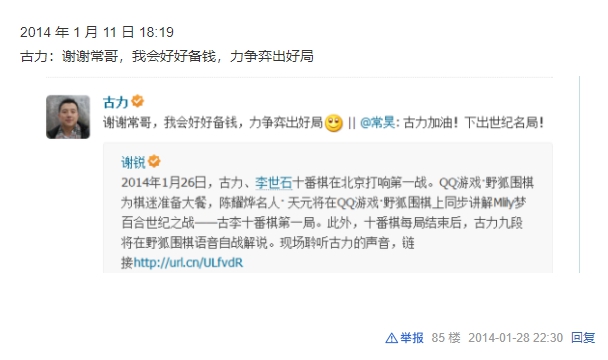 2014 年 1 月 11 日 18:19
古力：谢谢常哥，我会好好备钱，力争弈出好局
古力
谢谢常哥，我会好好备钱，力争弈出好局 || @常昊: 古力加油！下出世纪名局！
谢锐
2014年1月26日，古力、李世石十番棋在北京打响第一战。QQ游戏“野狐围棋
为棋迷准备大餐，陈耀烨名人“ 天元将在QQ游戏“野狐围棋上同步讲解Mlily梦
百合世纪之战——古李十番棋第一局。此外，十番棋每局结束后，古力九段
将在野狐围棋语音自战解说。现场聆听古力的声音，链
接http://url.cn/ULfvdR
举报 85 楼 2014-01-28 22:30 回复